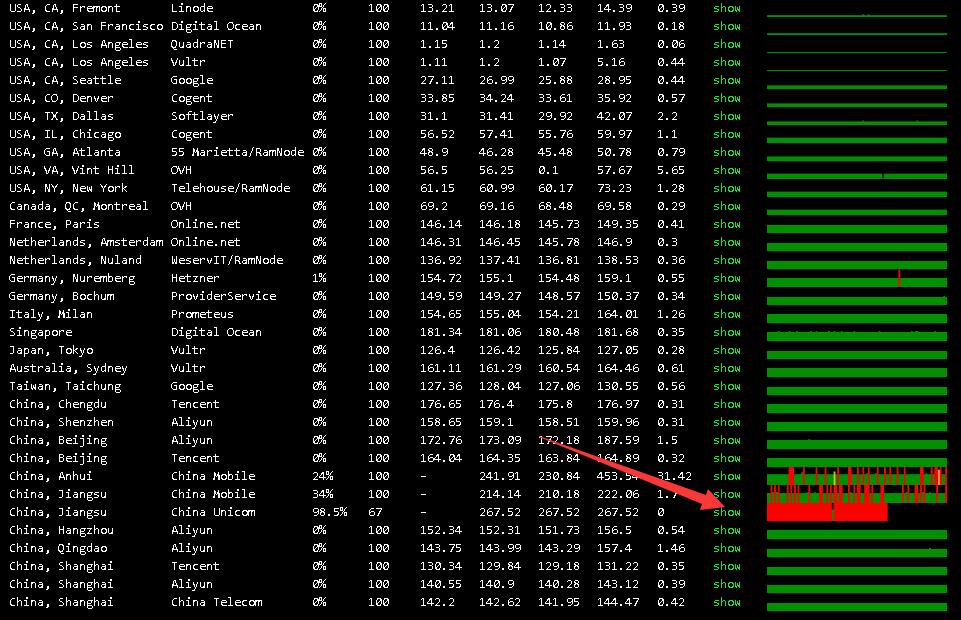 USA, CA, Fremont Linode 0% 100 13.21 13.07 12.33 14.39 0.39 show
USA, CA, San Francisco Digital Ocean 0% 100 11.04 11.16 10.86 11.93 0.18 show
USA, CA, Los Angeles QuadraNET 0% 100 1.15 1.2 1.14 1.63 0.06 show
USA, CA, Los Angeles Vultr 0% 100 1.11 1.2 1.07 5.16 0.44 show
USA, CA, Seattle Google 0% 100 27.11 26.99 25.88 28.95 0.44 show
USA, CO, Denver Cogent 0% 100 33.85 34.24 33.61 35.92 0.57 show
USA, TX, Dallas Softlayer 0% 100 31.1 31.41 29.92 42.07 2.2 show
USA, IL, Chicago Cogent 0% 100 56.52 57.41 55.76 59.97 1.1 show
USA, GA, Atlanta 55 Marietta/RamNode 0% 100 48.9 46.28 45.48 50.78 0.79 show
USA, VA, Vint Hill OVH 0% 100 56.5 56.25 0.1 57.67 5.65 show
USA, NY, New York Telehouse/RamNode 0% 100 61.15 60.99 60.17 73.23 1.28 show
Canada, QC, Montreal OVH 0% 100 69.2 69.16 68.48 69.58 0.29 show
France, Paris Online.net 0% 100 146.14 146.18 145.73 149.35 0.41 show
Netherlands, Amsterdam Online.net 0% 100 146.31 146.45 145.78 146.9 0.3 show
Netherlands, Nuland WeservIT/RamNode 0% 100 136.92 137.41 136.81 138.53 0.36 show
Germany, Nuremberg Hetzner 1% 100 154.72 155.1 154.48 159.1 0.55 show
Germany, Bochum ProviderService 0% 100 149.59 149.27 148.57 150.37 0.34 show
Italy, Milan Prometeus 0% 100 154.65 155.04 154.21 164.01 1.26 show
Singapore Digital Ocean 0% 100 181.34 181.06 180.48 181.68 0.35 show
Japan, Tokyo Vultr 0% 100 126.4 126.42 125.84 127.05 0.28 show
Australia, Sydney Vultr 0% 100 161.11 161.29 160.54 164.46 0.61 show
Taiwan, Taichung Google 0% 100 127.36 128.04 127.06 130.55 0.56 show
China, Chengdu Tencent 0% 100 176.65 176.4 175.8 176.97 0.31 show
China, Shenzhen Aliyun 0% 100 158.65 159.1 158.51 159.96 0.31 show
China, Beijing Aliyun 0% 100 172.76 173.09 172.18 187.59 1.5 show
China, Beijing Tencent 0% 100 164.04 164.35 163.84 164.89 0.32 show
China, Anhui China Mobile 24% 100 – 241.91 230.84 453.54 31.42 show
China, Jiangsu China Mobile 34% 100 – 214.14 210.18 222.06 show
China, Jiangsu China Unicom 98.5% 67 – 267.52 267.52 267.52 0 show
China, Hangzhou Aliyun 0% 100 152.34 152.31 151.73 156.5 0.54 show
China, Qingdao Aliyun 0% 100 143.75 143.99 143.29 157.4 1.46 show
China, Shanghai Tencent 0% 100 130.34 129.84 129.18 131.22 0.35 show
China, Shanghai Aliyun 0% 100 140.55 140.9 140.28 143.12 0.39 show
China, Shanghai China Telecom 0% 100 142.2 142.62 141.95 144.47 0.42 show